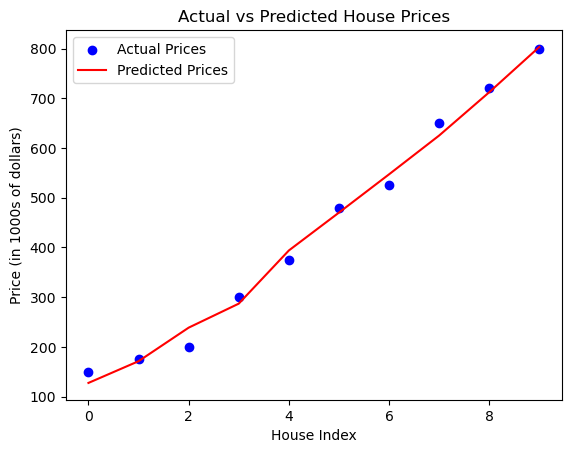 Actual vs Predicted House Prices
Actual Prices
Predicted Prices
Price (in 1000s of dollars)
800
700
600
500
400
300
200
100
0 2 4 6 8
House Index